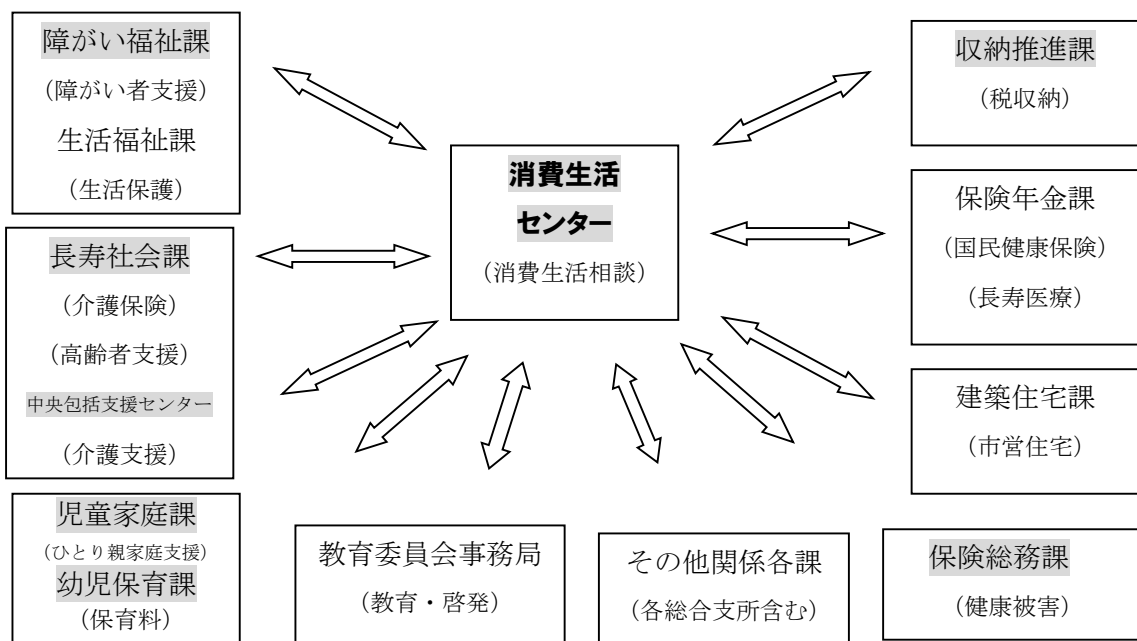 障がい福祉課
（障がい者支援）
生活福祉課
（生活保護）
長寿社会課
（介護保険）
（高齢者支援）
中央包括支援センター
（介護支援）
児童家庭課
（ひとり親家庭支援）
幼児保育課
（保育料）
消費生活
センター
（消費生活相談）
教育委員会事務局
（教育・啓発）
その他関係各課
（各総合支所含む）
収納推進課
（税収納）
保険年金課
（国民健康保険）
（長寿医療）
建築住宅課
（市営住宅）
保険総務課
（健康被害）